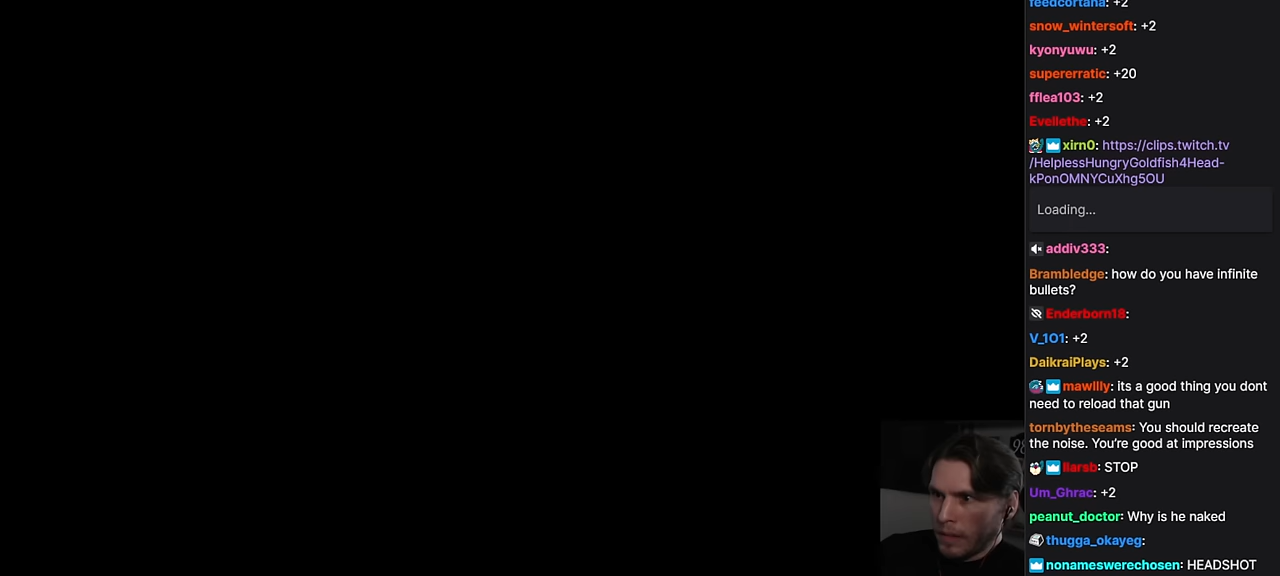 feedcortana: +2
snow_wintersoft: +2
kyonyuwu: +2
supererratic: +20
fflea103: +2
Evellethe: +2
xirn0: https://clips.twitch.tv
/HelplessHungryGoldfish4Head-
kPonOMNYCuXhg5OU
Loading...
addiv333:
Brambledge: how do you have infinite
bullets?
Enderborn18:
V_1O1: +2
DaikraiPlays: +2
mawlly: its a good thing you dont
need to reload that gun
tornbytheseams: You should recreate
the noise. You’re good at impressions
liarsb: STOP
Um_Ghrac: +2
peanut_doctor: Why is he naked
thugga_okayeg:
nonameswerechosen: HEADSHOT